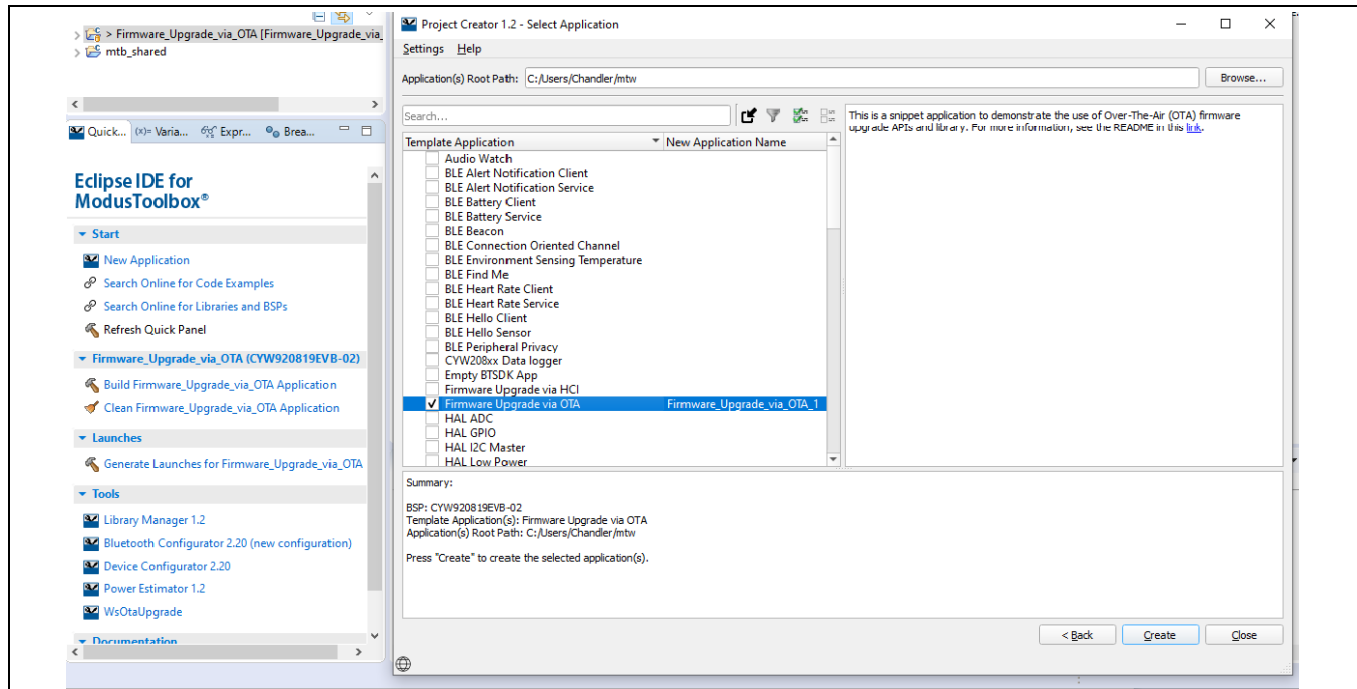 > Firmware_Upgrade_via_OTA [Firmware_Upgrade_via_
mtb_shared
Quick... (x)= Varia... Expr... Brea...
Eclipse IDE for
ModusToolbox®
Start
New Application
Search Online for Code Examples
Search Online for Libraries and BSPs
Refresh Quick Panel
Firmware_Upgrade_via_OTA (CYW920819EVB-02)
Build Firmware_Upgrade_via_OTA Application
Clean Firmware_Upgrade_via_OTA Application
Launches
Generate Launches for Firmware_Upgrade_via_OTA
Tools
Library Manager 1.2
Bluetooth Configurator 2.20 (new configuration)
Device Configurator 2.20
Power Estimator 1.2
WsOtaUpgrade
Documentation
Project Creator 1.2 - Select Application
Settings Help
Application(s) Root Path: C:/Users/Chandler/mtw Browse...
Search...
Template Application New Application Name
Audio Watch
BLE Alert Notification Client
BLE Alert Notification Service
BLE Battery Client
BLE Battery Service
BLE Beacon
BLE Connection Oriented Channel
BLE Environment Sensing Temperature
BLE Find Me
BLE Heart Rate Client
BLE Heart Rate Service
BLE Hello Client
BLE Hello Sensor
BLE Peripheral Privacy
CYW208xx Data logger
Empty BTSDK App
Firmware Upgrade via HCI
Firmware Upgrade via OTA Firmware_Upgrade_via_OTA_1
HAL ADC
HAL GPIO
HAL I2C Master
HAL Low Power
This is a snippet application to demonstrate the use of Over-The-Air (OTA) firmware
upgrade APIs and library. For more information, see the README in this link.
Summary:
BSP: CYW920819EVB-02
Template Application(s): Firmware Upgrade via OTA
Application(s) Root Path: C:/Users/Chandler/mtw
Press "Create" to create the selected application(s).
< Back Create Close